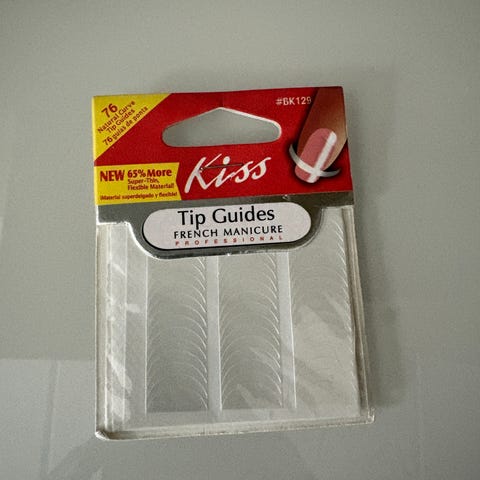 76
Natural Curve
Tip Guides
76 guías de ponta
#BK129
NEW 65% More
Super-Thin,
Flexible Material!
(Material superdelgado y flexible)
Kiss
Tip Guides
FRENCH MANICURE
PROFESSIONAL